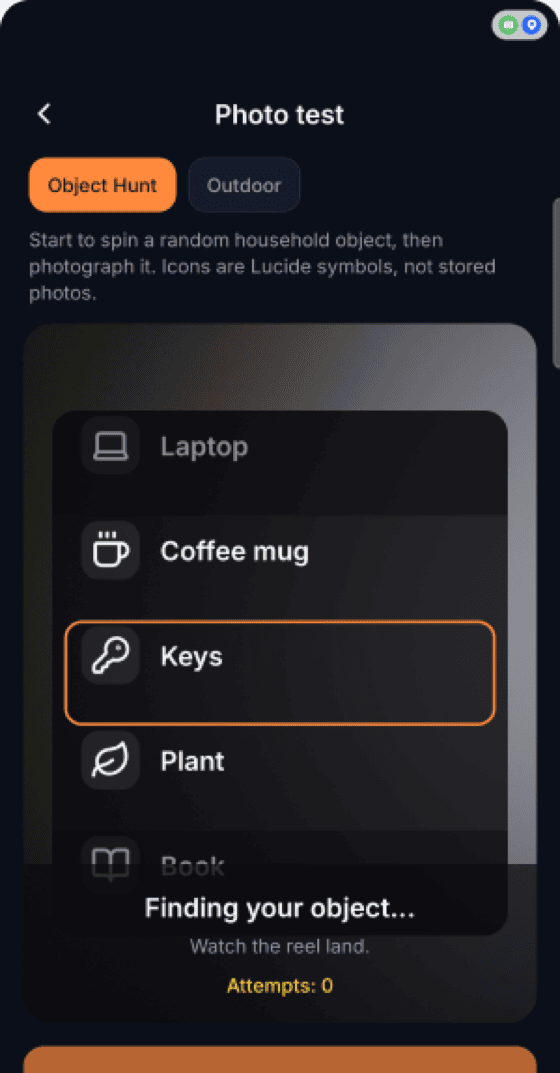 Photo test
Object Hunt
Outdoor
Start to spin a random household object, then
photograph it. Icons are Lucide symbols, not stored
photos.
Laptop
Coffee mug
Keys
Plant
Book
Finding your object...
Watch the reel land.
Attempts: 0